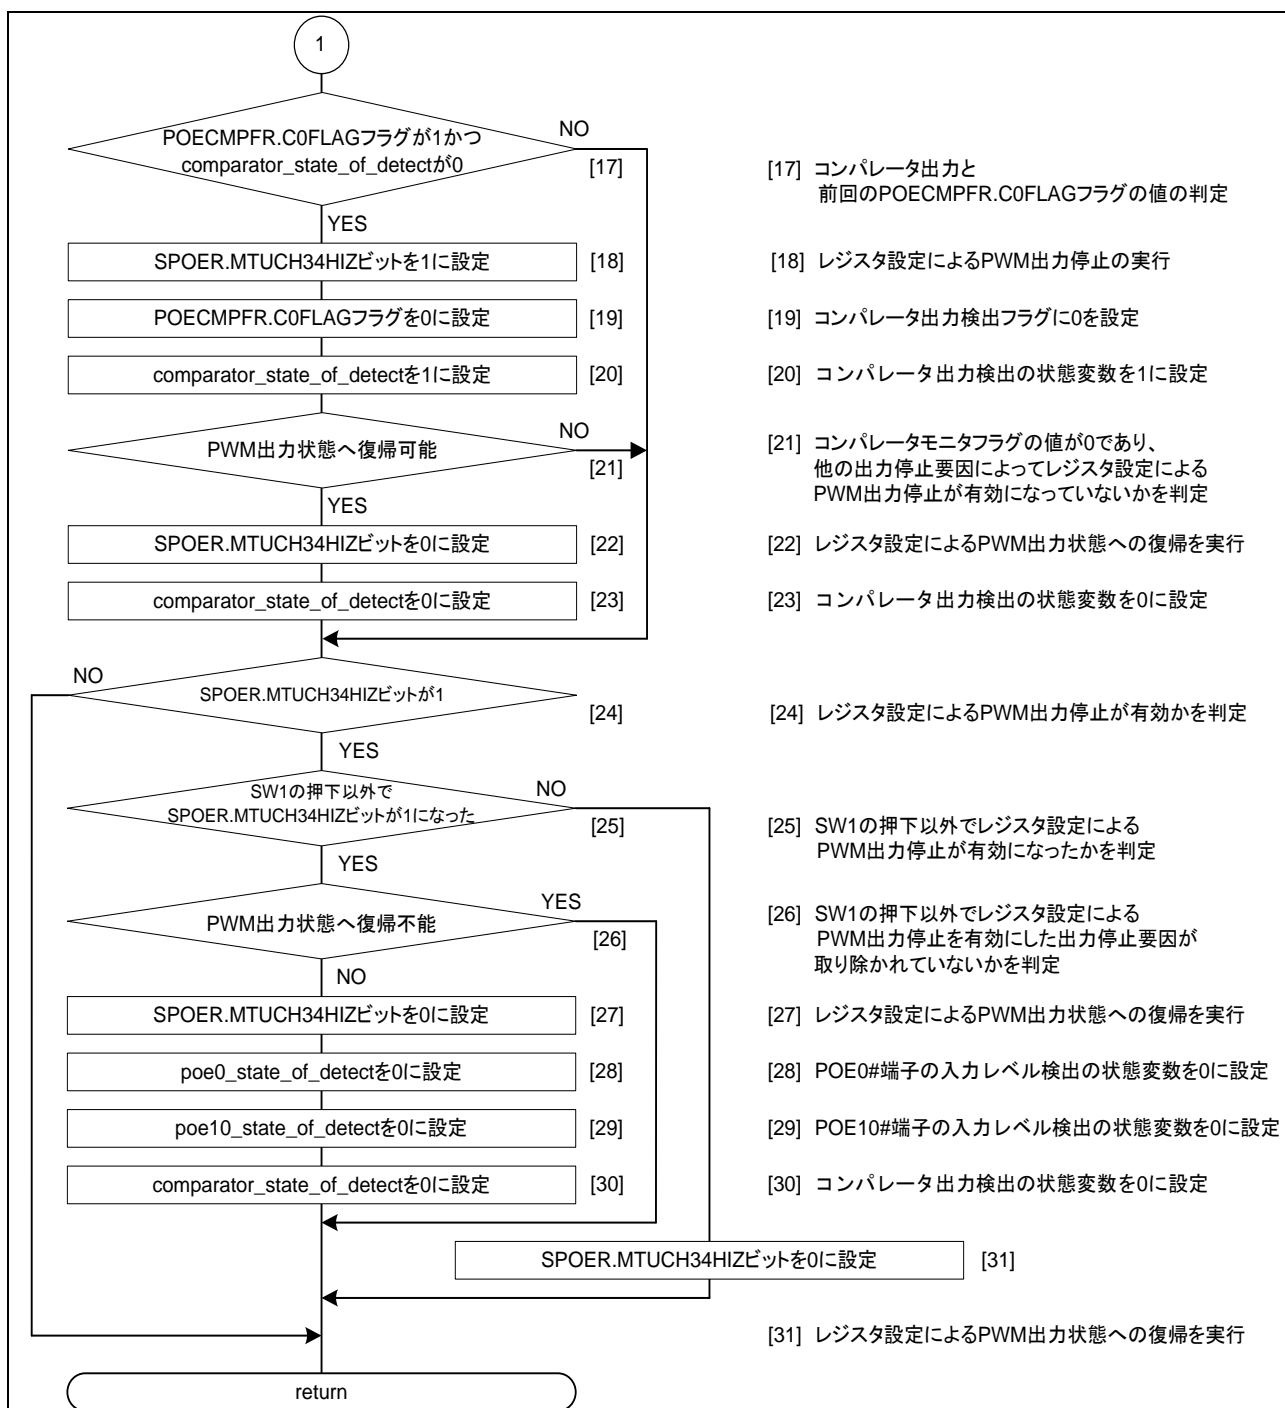 1
POECMPFR.C0FLAGフラグが1かつ
comparator_state_of_detectが0
NO
[17]
[17] コンパレータ出力と
前回のPOECMPFR.C0FLAGフラグの値の判定
YES
SPOER.MTUCH34HIZビットを1に設定
[18]
[18] レジスタ設定によるPWM出力停止の実行
POECMPFR.C0FLAGフラグを0に設定
[19]
[19] コンパレータ出力検出フラグに0を設定
comparator_state_of_detectを1に設定
[20]
[20] コンパレータ出力検出の状態変数を1に設定
PWM出力状態へ復帰可能
NO
[21]
[21] コンパレータモニタフラグの値が0であり、
他の出力停止要因によってレジスタ設定による
PWM出力停止が有効になっていないかを判定
YES
SPOER.MTUCH34HIZビットを0に設定
[22]
[22] レジスタ設定によるPWM出力状態への復帰を実行
comparator_state_of_detectを0に設定
[23]
[23] コンパレータ出力検出の状態変数を0に設定
NO
SPOER.MTUCH34HIZビットが1
[24]
[24] レジスタ設定によるPWM出力停止が有効かを判定
YES
SW1の押下以外で
SPOER.MTUCH34HIZビットが1になった
NO
[25]
[25] SW1の押下以外でレジスタ設定による
PWM出力停止が有効になったかを判定
YES
PWM出力状態へ復帰不能
YES
[26]
[26] SW1の押下以外でレジスタ設定による
PWM出力停止を有効にした出力停止要因が
取り除かれていないかを判定
NO
SPOER.MTUCH34HIZビットを0に設定
[27]
[27] レジスタ設定によるPWM出力状態への復帰を実行
poe0_state_of_detectを0に設定
[28]
[28] POE0#端子の入力レベル検出の状態変数を0に設定
poe10_state_of_detectを0に設定
[29]
[29] POE10#端子の入力レベル検出の状態変数を0に設定
comparator_state_of_detectを0に設定
[30]
[30] コンパレータ出力検出の状態変数を0に設定
SPOER.MTUCH34HIZビットを0に設定
[31]
[31] レジスタ設定によるPWM出力状態への復帰を実行
return